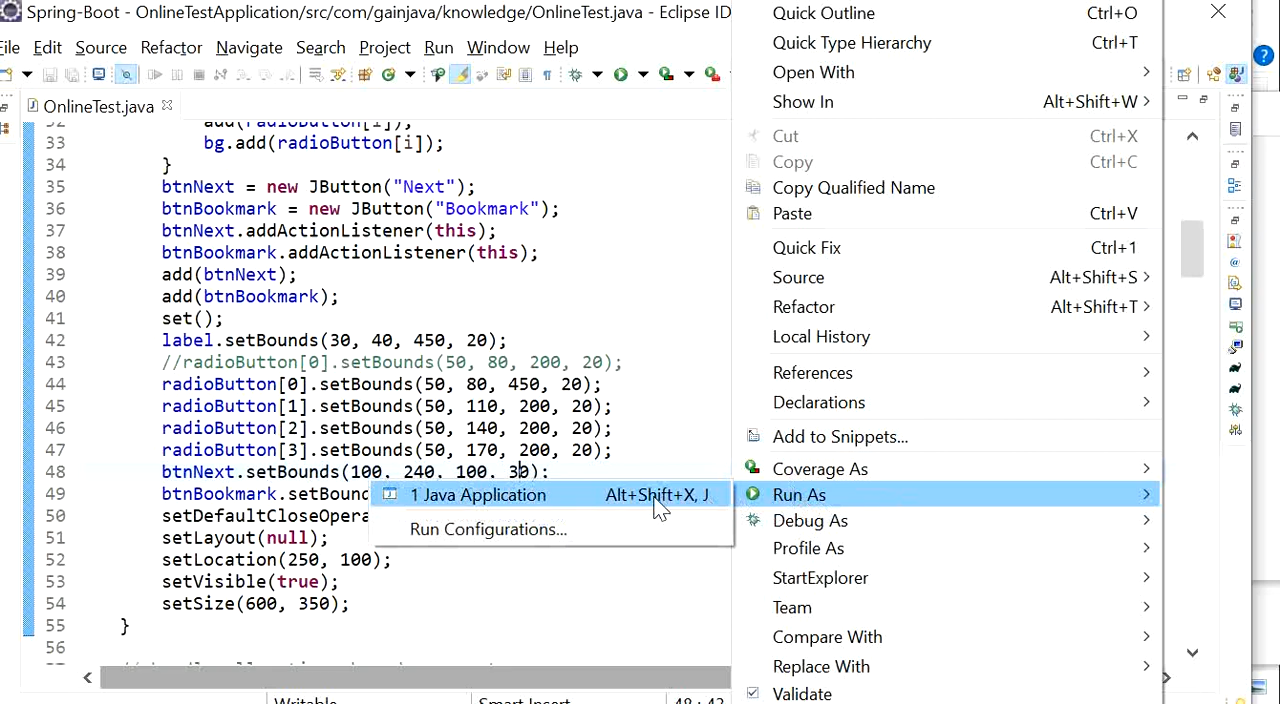 Spring-Boot - OnlineTestApplication/src/com/gainjava/knowledge/OnlineTest.java - Eclipse ID
File Edit Source Refactor Navigate Search Project Run Window Help
OnlineTest.java
32 add(radioButton[i]);
33 bg.add(radioButton[i]);
34 }
35 btnNext = new JButton("Next");
36 btnBookmark = new JButton("Bookmark");
37 btnNext.addActionListener(this);
38 btnBookmark.addActionListener(this);
39 add(btnNext);
40 add(btnBookmark);
41 set();
42 label.setBounds(30, 40, 450, 20);
43 //radioButton[0].setBounds(50, 80, 200, 20);
44 radioButton[0].setBounds(50, 80, 450, 20);
45 radioButton[1].setBounds(50, 110, 200, 20);
46 radioButton[2].setBounds(50, 140, 200, 20);
47 radioButton[3].setBounds(50, 170, 200, 20);
48 btnNext.setBounds(100, 240, 100, 30);
49 btnBookmark.setBound
50 setDefaultCloseOpera
51 setLayout(null);
52 setLocation(250, 100);
53 setVisible(true);
54 setSize(600, 350);
55 }
56
1 Java Application Alt+Shift+X, J
Run Configurations...
Quick Outline Ctrl+O
Quick Type Hierarchy Ctrl+T
Open With
Show In Alt+Shift+W
Cut Ctrl+X
Copy Ctrl+C
Copy Qualified Name
Paste Ctrl+V
Quick Fix Ctrl+1
Source Alt+Shift+S
Refactor Alt+Shift+T
Local History
References
Declarations
Add to Snippets...
Coverage As
Run As
Debug As
Profile As
StartExplorer
Team
Compare With
Replace With
Validate
Writable Smart Insert 48 : 43